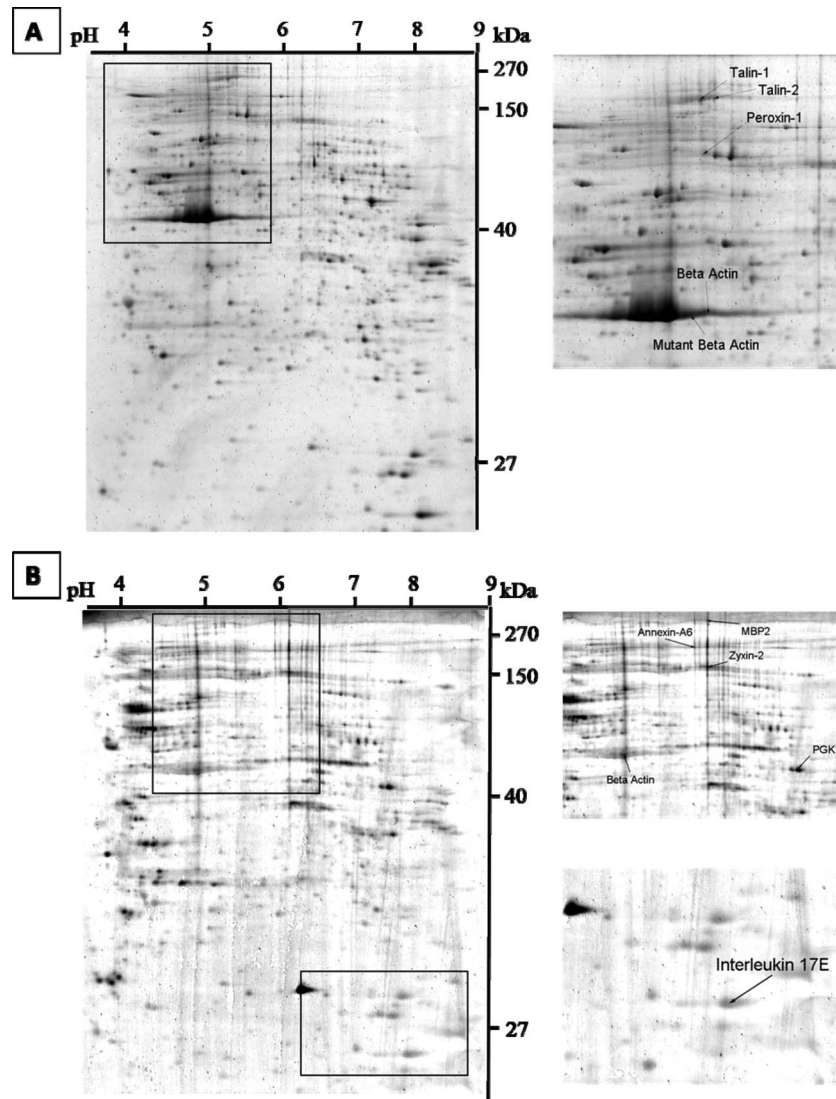 A
pH 4 5 6 7 8 9 kDa
270
150
40
27
Talin-1
Talin-2
Peroxin-1
Beta Actin
Mutant Beta Actin
B
pH 4 5 6 7 8 9 kDa
270
150
40
27
Annexin-A6 MBP2
Zyxin-2
PGK
Beta Actin
Interleukin 17E